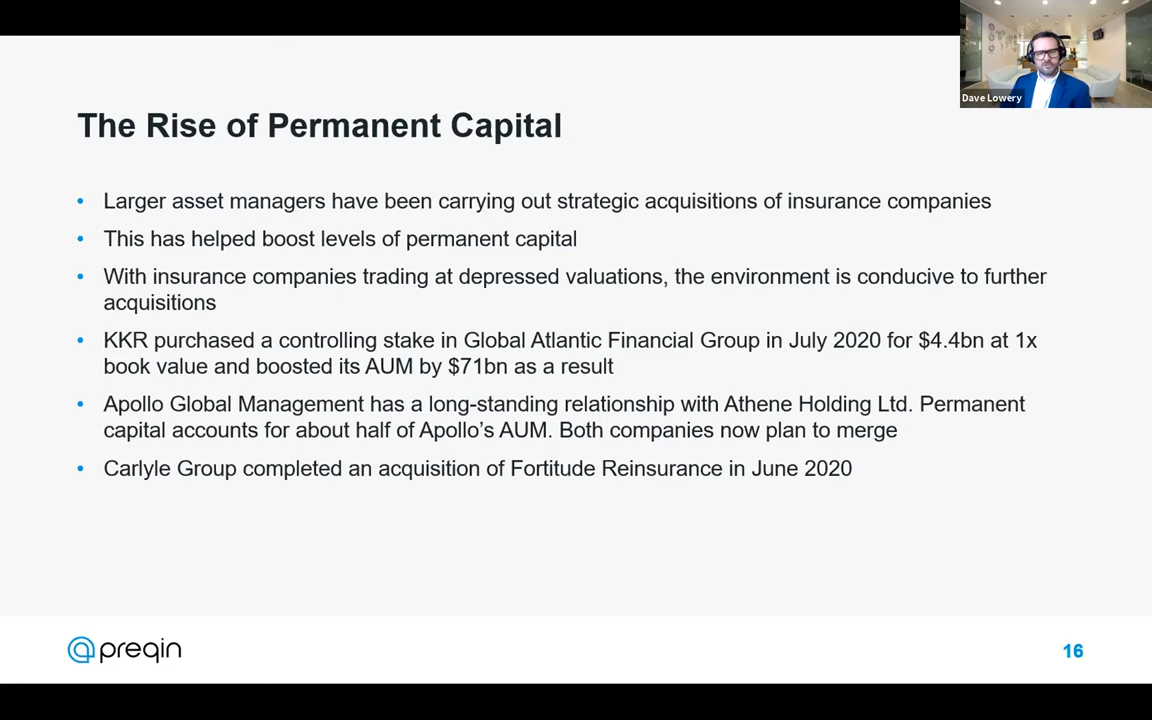 Dave Lowery
The Rise of Permanent Capital
• Larger asset managers have been carrying out strategic acquisitions of insurance companies
• This has helped boost levels of permanent capital
• With insurance companies trading at depressed valuations, the environment is conducive to further
acquisitions
• KKR purchased a controlling stake in Global Atlantic Financial Group in July 2020 for $4.4bn at 1x
book value and boosted its AUM by $71bn as a result
• Apollo Global Management has a long-standing relationship with Athene Holding Ltd. Permanent
capital accounts for about half of Apollo’s AUM. Both companies now plan to merge
• Carlyle Group completed an acquisition of Fortitude Reinsurance in June 2020
preqin
16